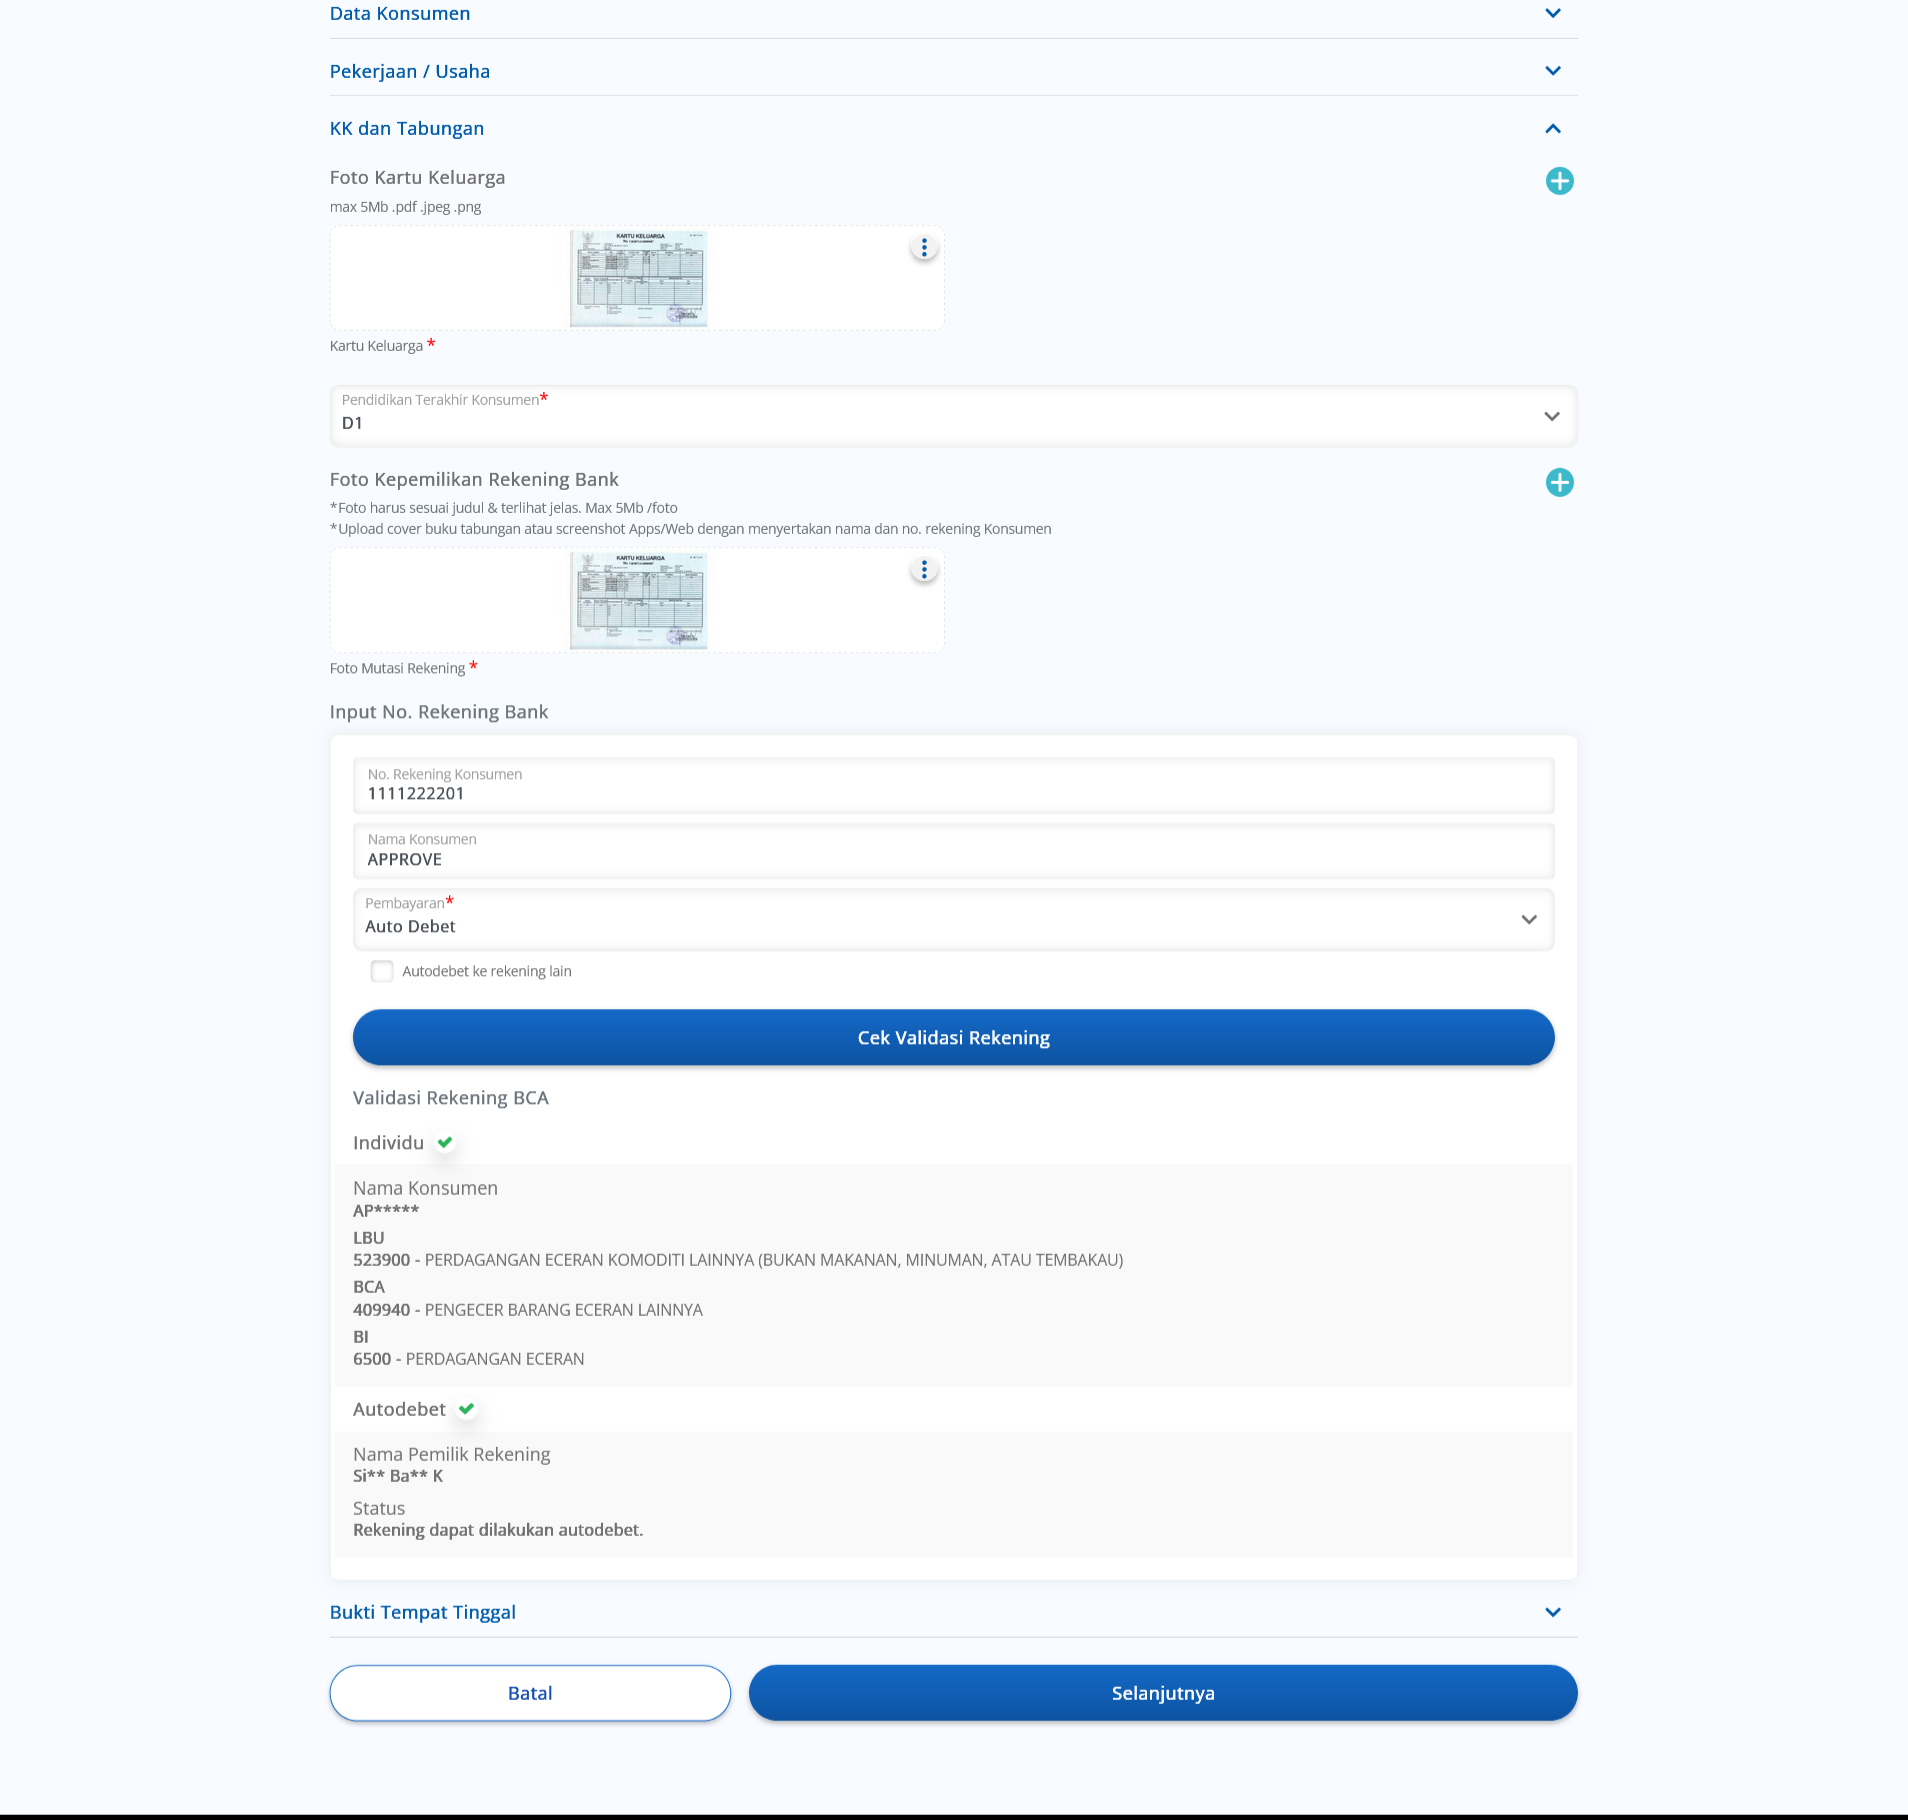 Data Konsumen
Pekerjaan / Usaha
KK dan Tabungan
Foto Kartu Keluarga
max 5Mb .pdf .jpeg .png
KARTU KELUARGA
Kartu Keluarga *
Pendidikan Terakhir Konsumen*
D1
Foto Kepemilikan Rekening Bank
*Foto harus sesuai judul & terlihat jelas. Max 5Mb /foto
*Upload cover buku tabungan atau screenshot Apps/Web dengan menyertakan nama dan no. rekening Konsumen
KARTU KELUARGA
Foto Mutasi Rekening *
Input No. Rekening Bank
No. Rekening Konsumen
1111222201
Nama Konsumen
APPROVE
Pembayaran*
Auto Debet
Autodebet ke rekening lain
Cek Validasi Rekening
Validasi Rekening BCA
Individu
Nama Konsumen
AP*****
LBU
523900 - PERDAGANGAN ECERAN KOMODITI LAINNYA (BUKAN MAKANAN, MINUMAN, ATAU TEMBAKAU)
BCA
409940 - PENGECER BARANG ECERAN LAINNYA
BI
6500 - PERDAGANGAN ECERAN
Autodebet
Nama Pemilik Rekening
Si** Ba** K
Status
Rekening dapat dilakukan autodebet.
Bukti Tempat Tinggal
Batal
Selanjutnya